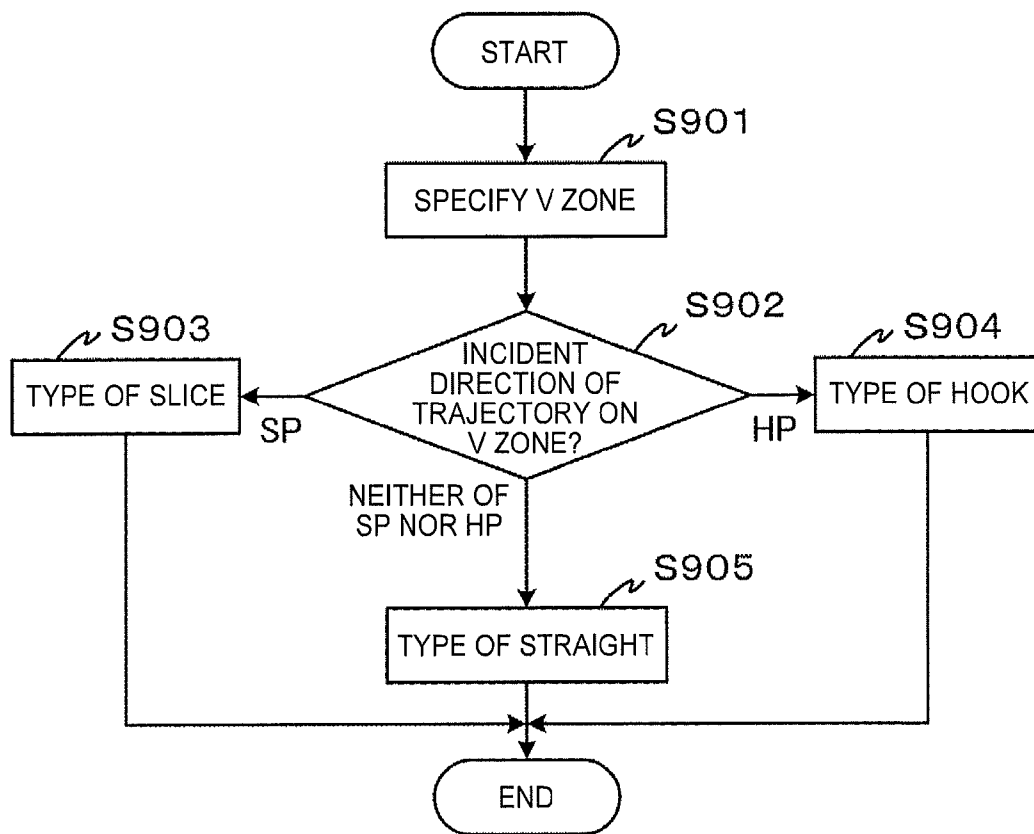 START
S901
SPECIFY V ZONE
S902
INCIDENT
DIRECTION OF
TRAJECTORY ON
V ZONE?
S903
TYPE OF SLICE
SP
S904
TYPE OF HOOK
HP
NEITHER OF
SP NOR HP
S905
TYPE OF STRAIGHT
END